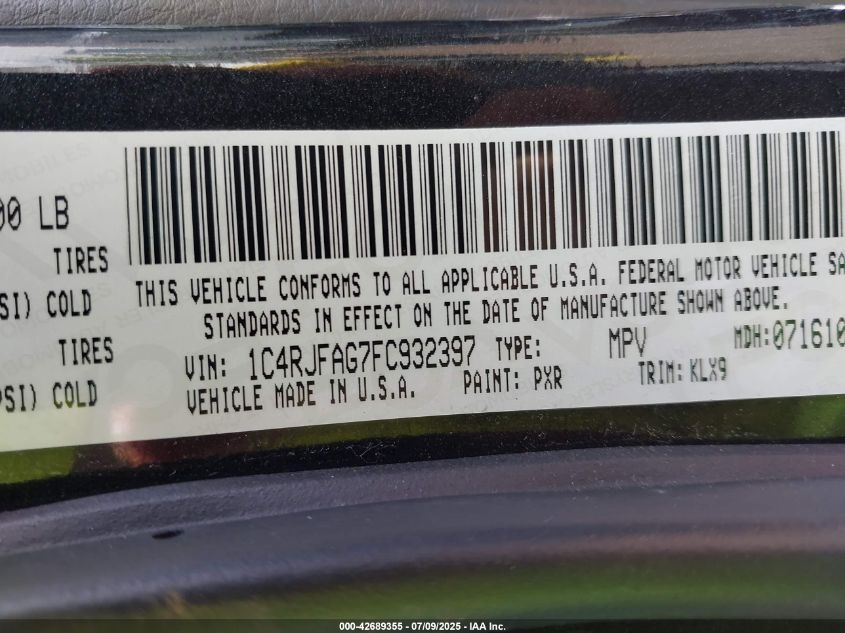 00 LB
TIRES
SI) COLD
TIRES
PSI) COLD
THIS VEHICLE CONFORMS TO ALL APPLICABLE U.S.A. FEDERAL MOTOR VEHICLE SA
STANDARDS IN EFFECT ON THE DATE OF MANUFACTURE SHOWN ABOVE.
VIN: 1C4RJFAG7FC932397 TYPE: MPV MDH:071610
VEHICLE MADE IN U.S.A. PAINT: PXR TRIM: KLX9
000-42689355 - 07/09/2025 - IAA Inc.